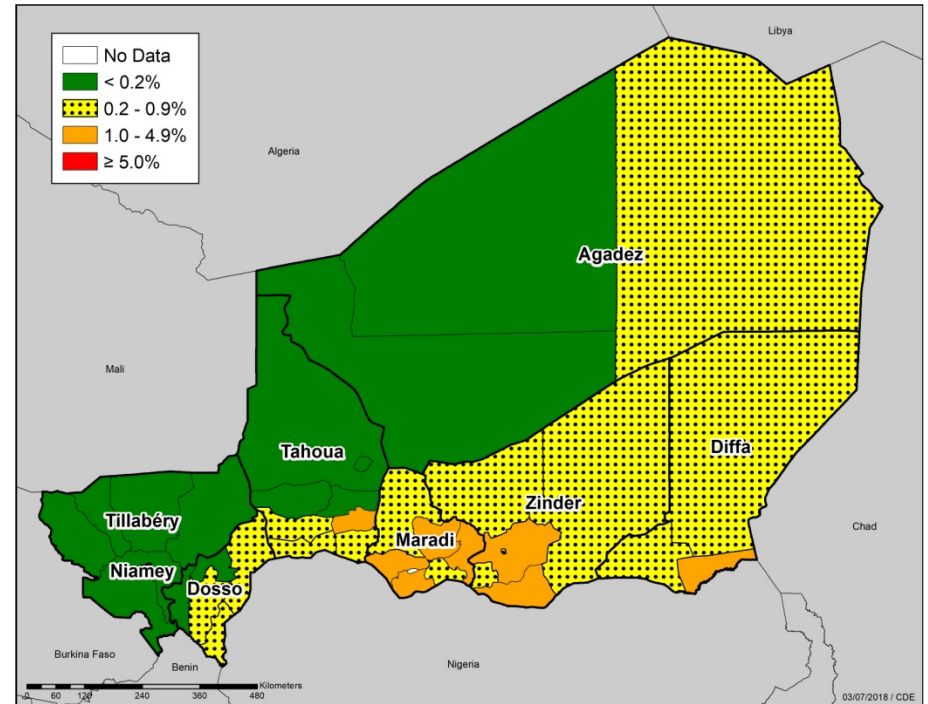 Libya
No Data
< 0.2%
0.2 - 0.9%
1.0 - 4.9%
≥ 5.0%
Algeria
Agadez
Mali
Tahoua
Diffa
Zinder
Tillabéry
Chad
Maradi
Niamey
Dosso
Burkina Faso
Benin
Nigeria
Kilometers
0 60 120 240 360 480
03/07/2018 / CDE